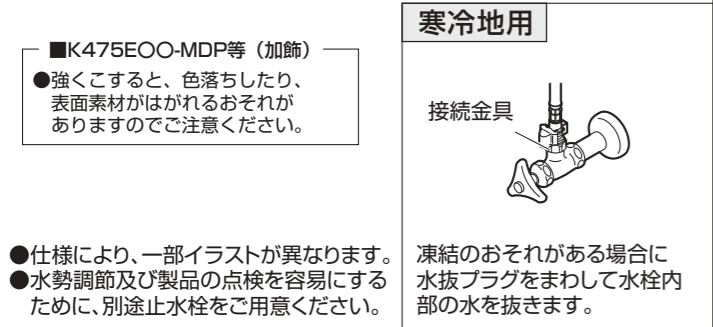 ■K475E〇〇-MDP等（加飾）
●強くこすると、色落ちしたり、
表面素材がはがれるおそれが
ありますのでご注意ください。
●仕様により、一部イラストが異なります。
●水勢調節及び製品の点検を容易にする
ために、別途止水栓をご用意ください。
寒冷地用
接続金具
凍結のおそれがある場合に
水抜プラグをまわして水栓内
部の水を抜きます。